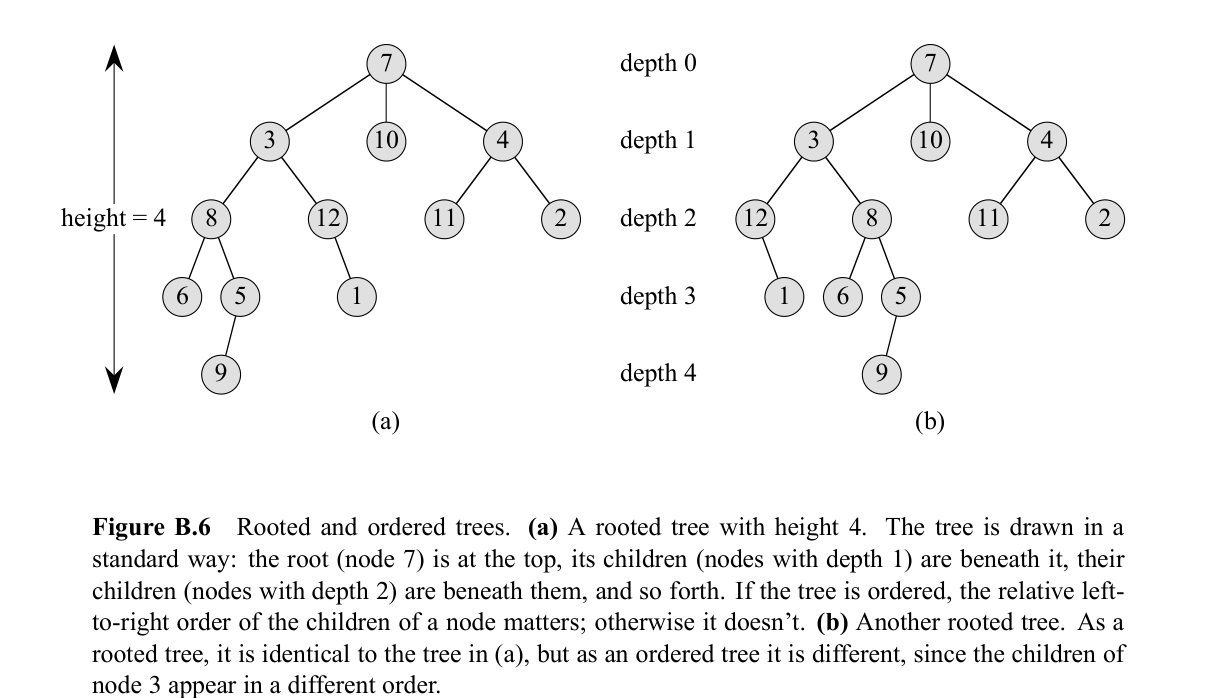 7 depth 0 7
3 10 4 depth 1 3 10 4
height = 4 8 12 11 2 depth 2 12 8 11 2
6 5 1 depth 3 1 6 5
9 depth 4 9
(a) (b)
Figure B.6 Rooted and ordered trees. (a) A rooted tree with height 4. The tree is drawn in a
standard way: the root (node 7) is at the top, its children (nodes with depth 1) are beneath it, their
children (nodes with depth 2) are beneath them, and so forth. If the tree is ordered, the relative left-
to-right order of the children of a node matters; otherwise it doesn’t. (b) Another rooted tree. As a
rooted tree, it is identical to the tree in (a), but as an ordered tree it is different, since the children of
node 3 appear in a different order.